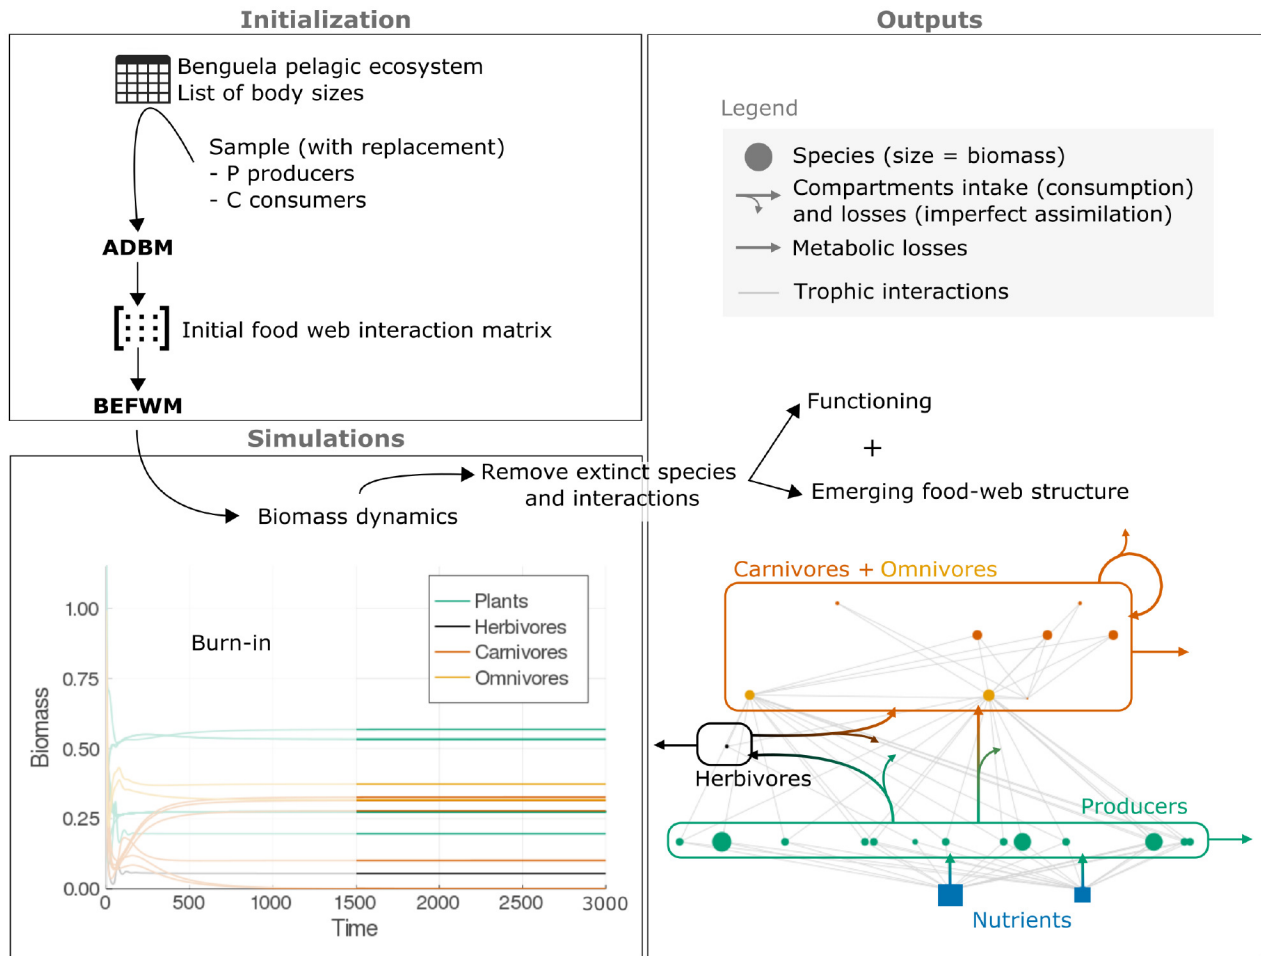 Initialization
Benguela pelagic ecosystem
List of body sizes
Sample (with replacement)
- P producers
- C consumers
ADBM
Initial food web interaction matrix
BEFWM
Simulations
Biomass dynamics
Remove extinct species
and interactions
Burn-in
Plants
Herbivores
Carnivores
Omnivores
Biomass
1.00
0.75
0.50
0.25
0.00
0
500
1000
1500
2000
2500
3000
Time
Outputs
Legend
Species (size = biomass)
Compartments intake (consumption)
and losses (imperfect assimilation)
Metabolic losses
Trophic interactions
Functioning
+
Emerging food-web structure
Carnivores + Omnivores
Herbivores
Producers
Nutrients